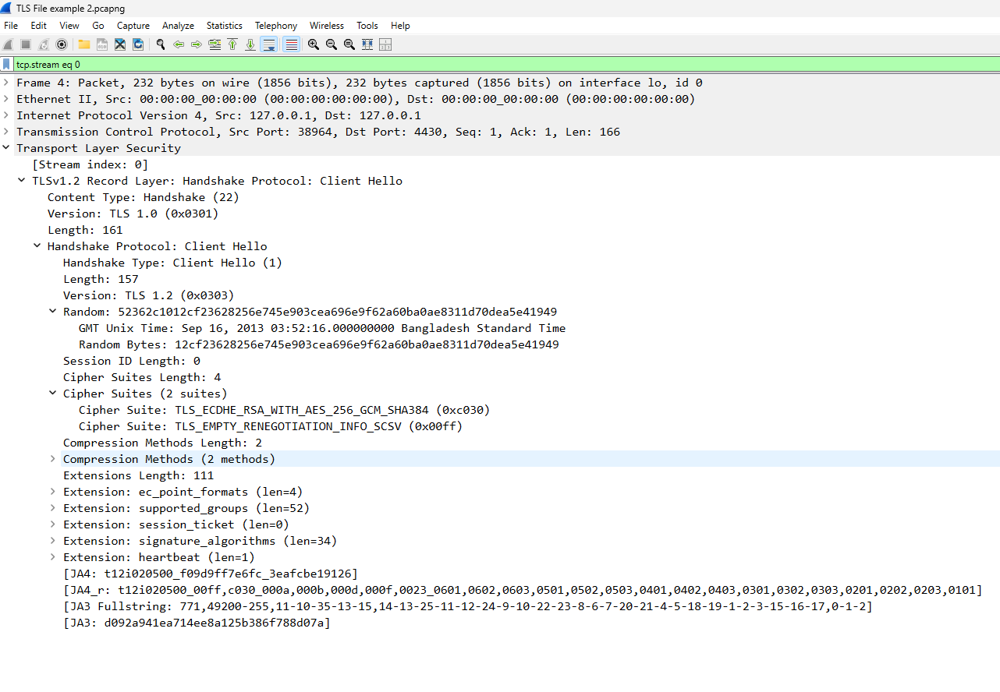 TLS File example 2.pcapng
File Edit View Go Capture Analyze Statistics Telephony Wireless Tools Help
tcp.stream eq 0
Frame 4: Packet, 232 bytes on wire (1856 bits), 232 bytes captured (1856 bits) on interface lo, id 0
Ethernet II, Src: 00:00:00_00:00:00 (00:00:00:00:00:00), Dst: 00:00:00_00:00:00 (00:00:00:00:00:00)
Internet Protocol Version 4, Src: 127.0.0.1, Dst: 127.0.0.1
Transmission Control Protocol, Src Port: 38964, Dst Port: 4430, Seq: 1, Ack: 1, Len: 166
Transport Layer Security
[Stream index: 0]
TLSv1.2 Record Layer: Handshake Protocol: Client Hello
Content Type: Handshake (22)
Version: TLS 1.0 (0x0301)
Length: 161
Handshake Protocol: Client Hello
Handshake Type: Client Hello (1)
Length: 157
Version: TLS 1.2 (0x0303)
Random: 52362c1012cf23628256e745e903cea696e9f62a60ba0ae8311d70dea5e41949
GMT Unix Time: Sep 16, 2013 03:52:16.000000000 Bangladesh Standard Time
Random Bytes: 12cf23628256e745e903cea696e9f62a60ba0ae8311d70dea5e41949
Session ID Length: 0
Cipher Suites Length: 4
Cipher Suites (2 suites)
Cipher Suite: TLS_ECDHE_RSA_WITH_AES_256_GCM_SHA384 (0xc030)
Cipher Suite: TLS_EMPTY_RENEGOTIATION_INFO_SCSV (0x00ff)
Compression Methods Length: 2
Compression Methods (2 methods)
Extensions Length: 111
Extension: ec_point_formats (len=4)
Extension: supported_groups (len=52)
Extension: session_ticket (len=0)
Extension: signature_algorithms (len=34)
Extension: heartbeat (len=1)
[JA4: t12i020500_f09d9ff7e6fc_3eafcbe19126]
[JA4_r: t12i020500_00ff,c030_000a,000b,000d,000f,0023_0601,0602,0603,0501,0502,0503,0401,0402,0403,0301,0302,0303,0201,0202,0203,0101]
[JA3 Fullstring: 771,49200-255,11-10-35-13-15,14-13-25-11-12-24-9-10-22-23-8-6-7-20-21-4-5-18-19-1-2-3-15-16-17,0-1-2]
[JA3: d092a941ea714ee8a125b386f788d07a]